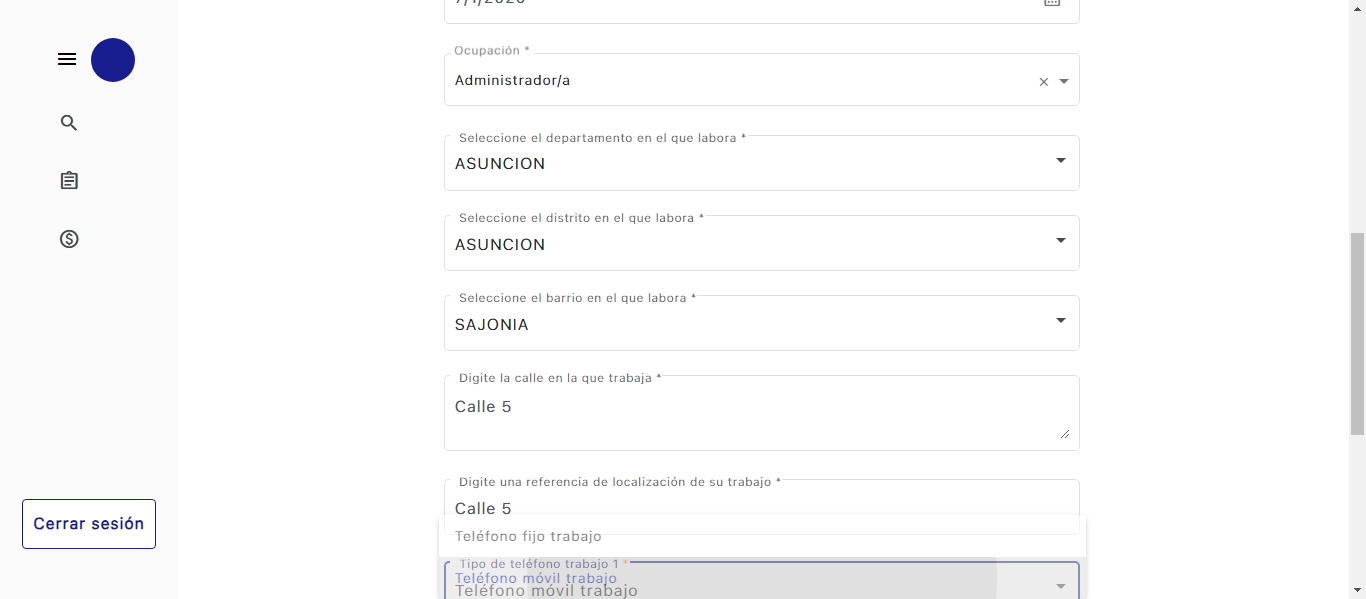 Ocupación *
Administrador/a
Seleccione el departamento en el que labora *
ASUNCION
Seleccione el distrito en el que labora *
ASUNCION
Seleccione el barrio en el que labora *
SAJONIA
Digite la calle en la que trabaja *
Calle 5
Digite una referencia de localización de su trabajo *
Calle 5
Cerrar sesión
Teléfono fijo trabajo
Tipo de teléfono trabajo 1 *
Teléfono móvil trabajo
Teléfono móvil trabajo